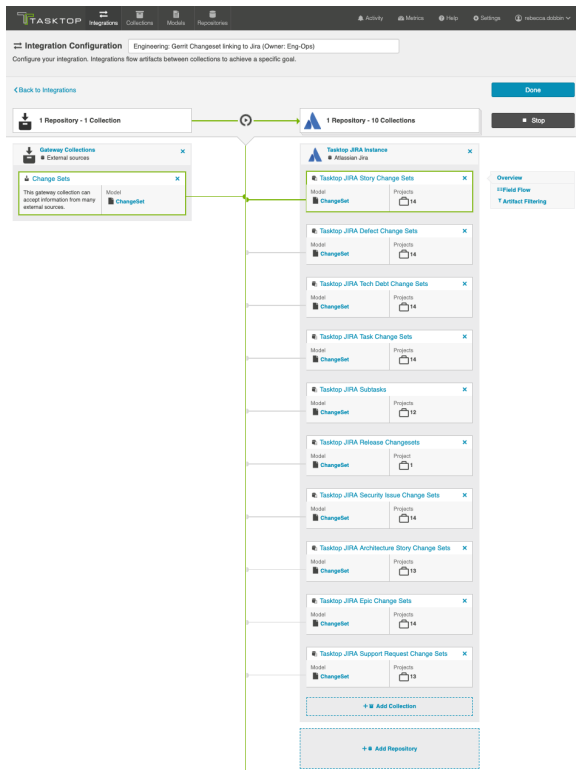 TASKTOP
Integrations
Collections
Models
Repositories
Activity
Metrics
Help
Settings
rebecca dobbin
Integration Configuration
Engineering: Gerrit Changeset linking to Jira (Owner: Eng-Ops)
Configure your integration. Integrations flow artifacts between collections to achieve a specific goal.
Back to Integrations
Done
1 Repository - 1 Collection
1 Repository - 10 Collections
Stop
Gateway Collections
External sources
Change Sets
This gateway collection can
accept information from many
external sources.
Model
ChangeSet
Tasktop JIRA Instance
Atlassian Jira
Tasktop JIRA Story Change Sets
Model
Projects
ChangeSet
14
Overview
Field Flow
Artifact Filtering
Tasktop JIRA Defect Change Sets
Model
Projects
ChangeSet
14
Tasktop JIRA Tech Debt Change Sets
Model
Projects
ChangeSet
14
Tasktop JIRA Task Change Sets
Model
Projects
ChangeSet
14
Tasktop JIRA Subtasks
Model
Projects
ChangeSet
12
Tasktop JIRA Release Changesets
Model
Project
ChangeSet
1
Tasktop JIRA Security Issue Change Sets
Model
Projects
ChangeSet
14
Tasktop JIRA Architecture Story Change Sets
Model
Projects
ChangeSet
13
Tasktop JIRA Epic Change Sets
Model
Projects
ChangeSet
14
Tasktop JIRA Support Request Change Sets
Model
Projects
ChangeSet
13
+ Add Collection
+ Add Repository